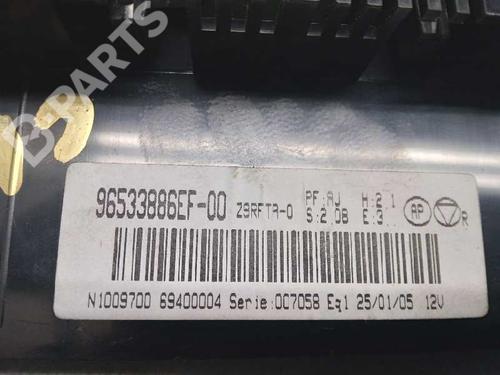 B-PARTS
96533886EF-00 Z9RFTA-0 PF:AJ H:2.1
S:2.08 E:3.. AP R
N1009700 69400004 Serie:007058 Eq1 25/01/05 12V